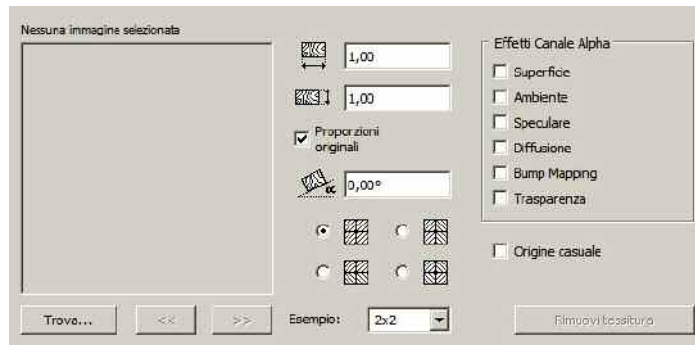 Nessuna immagine selezionata
1,00
1,00
Proporzioni
originali
α 0,00°
Trova...
<<
>>
Esempio: 2x2
Effetti Canale Alpha
Superficie
Ambiente
Speculare
Diffusione
Bump Mapping
Trasparenza
Origine casuale
Rimuovi tessitura